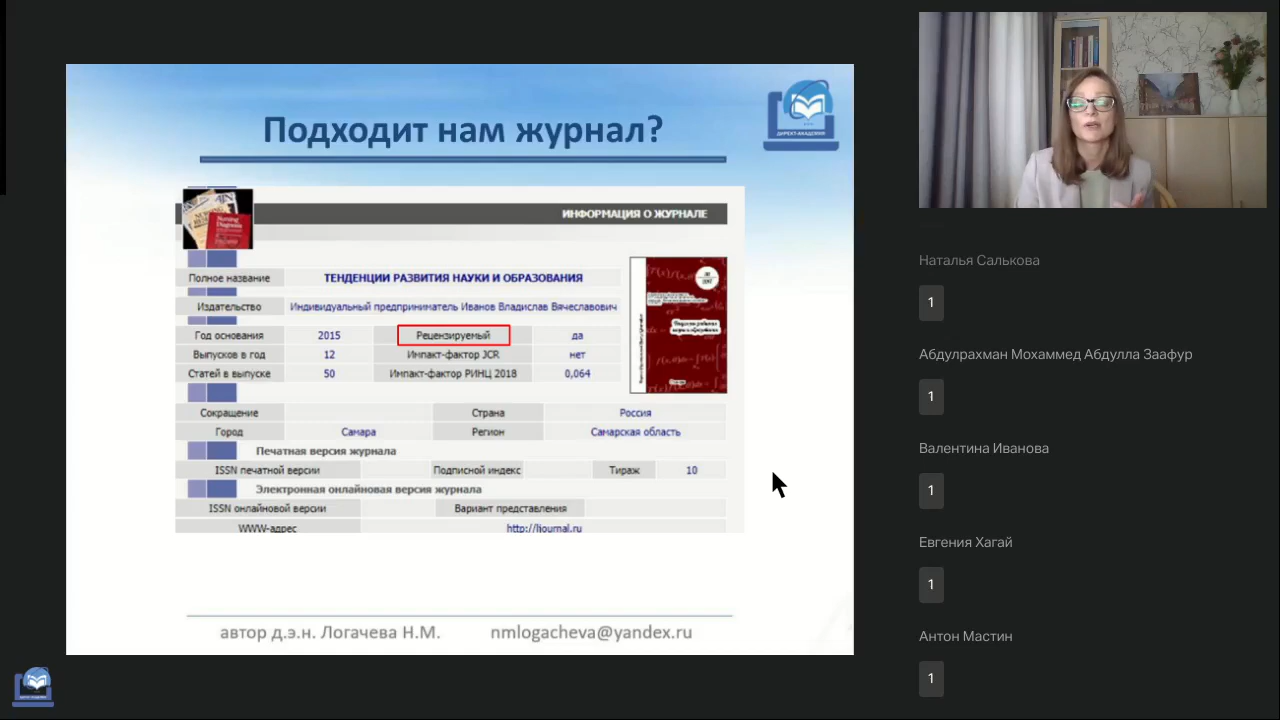 Подходит нам журнал?
ДИРЕКТ-АКАДЕМИЯ
ИНФОРМАЦИЯ О ЖУРНАЛЕ
Полное название ТЕНДЕНЦИИ РАЗВИТИЯ НАУКИ И ОБРАЗОВАНИЯ
Издательство Индивидуальный предприниматель Иванов Владислав Вячеславович
Год основания 2015 Рецензируемый да
Выпусков в год 12 Импакт-фактор JCR нет
Статей в выпуске 50 Импакт-фактор РИНЦ 2018 0,064
Сокращение Страна Россия
Город Самара Регион Самарская область
Печатная версия журнала
ISSN печатной версии Подписной индекс Тираж 10
Электронная онлайновая версия журнала
ISSN онлайновой версии Вариант представления
WWW-адрес http://ljournal.ru
автор д.э.н. Логачева Н.М. nmlogacheva@yandex.ru
Наталья Салькова
1
Абдулрахман Мохаммед Абдулла Заафур
1
Валентина Иванова
1
Евгения Хагай
1
Антон Мастин
1